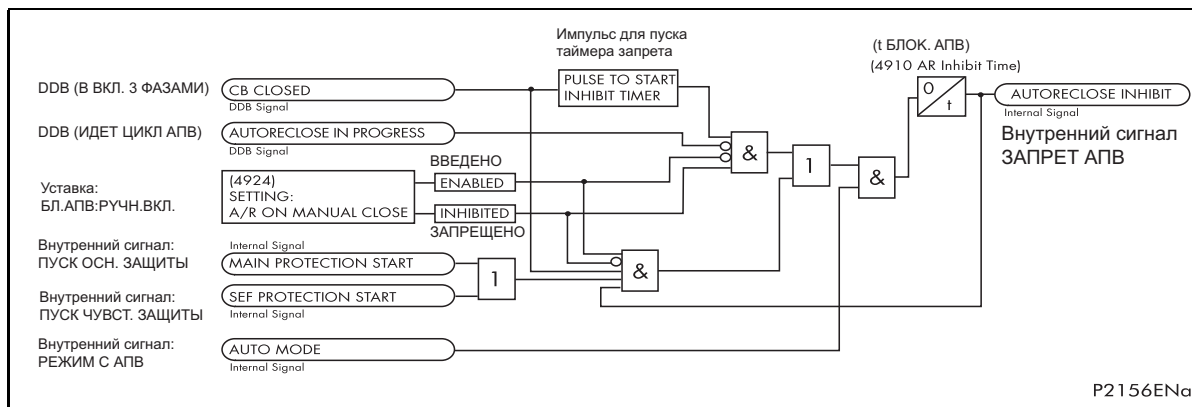 Импульс для пуска
таймера запрета
(t БЛОК. АПВ)
(4910 AR Inhibit Time)
DDB (В ВКЛ. 3 ФАЗАМИ)
CB CLOSED
DDB Signal
PULSE TO START
INHIBIT TIMER
O
t
AUTORECLOSE INHIBIT
Internal Signal
Внутренний сигнал
ЗАПРЕТ АПВ
DDB (ИДЕТ ЦИКЛ АПВ)
AUTORECLOSE IN PROGRESS
DDB Signal
&
1
&
Уставка:
БЛ.АПВ:РУЧН.ВКЛ.
(4924)
SETTING:
A/R ON MANUAL CLOSE
ВВЕДЕНО
ENABLED
INHIBITED
ЗАПРЕЩЕНО
Внутренний сигнал:
ПУСК ОСН. ЗАЩИТЫ
Internal Signal
MAIN PROTECTION START
1
&
Внутренний сигнал:
ПУСК ЧУВСТ. ЗАЩИТЫ
SEF PROTECTION START
Internal Signal
Внутренний сигнал:
РЕЖИМ С АПВ
AUTO MODE
Internal Signal
P2156ENa